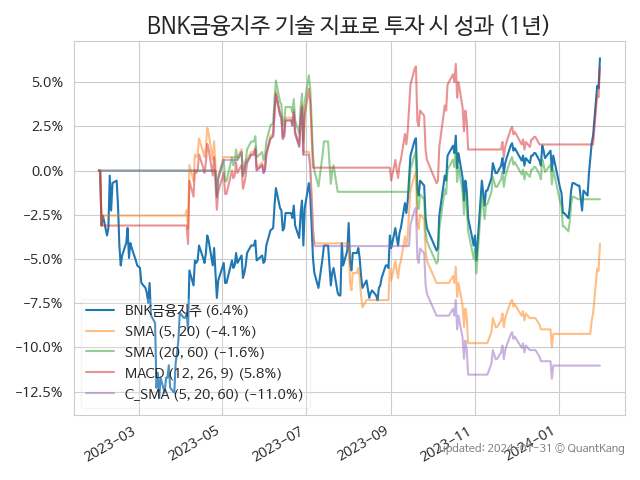 BNK금융지주 기술 지표로 투자 시 성과 (1년)
5.0%
2.5%
0.0%
−2.5%
−5.0%
−7.5%
−10.0%
−12.5%
BNK금융지주 (6.4%)
SMA (5, 20) (−4.1%)
SMA (20, 60) (−1.6%)
MACD (12, 26, 9) (5.8%)
C_SMA (5, 20, 60) (−11.0%)
2023-03
2023-05
2023-07
2023-09
2023-11
2024-01
updated: 2024-01-31 © QuantKang